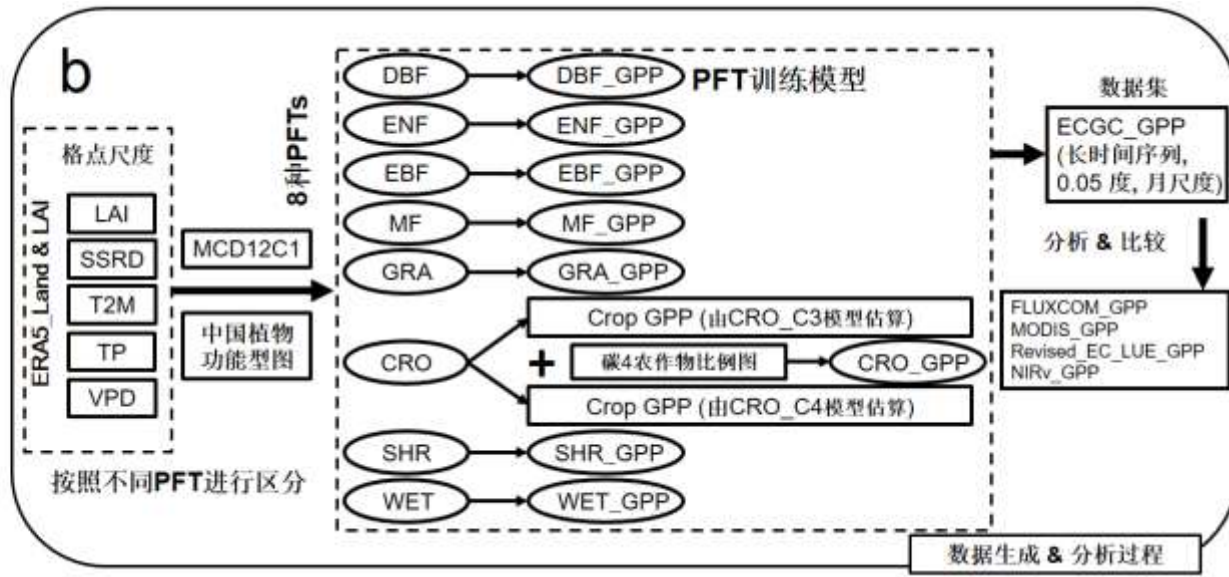 b
ERA5_Land & LAI
格点尺度
LAI
SSRD
T2M
TP
VPD
按照不同PFT进行区分
MCD12C1
中国植物
功能型图
8种PFTs
PFT训练模型
DBF
DBF_GPP
ENF
ENF_GPP
EBF
EBF_GPP
MF
MF_GPP
GRA
GRA_GPP
CRO
Crop GPP (由CRO_C3模型估算)
+
碳4农作物比例图
CRO_GPP
Crop GPP (由CRO_C4模型估算)
SHR
SHR_GPP
WET
WET_GPP
数据集
ECGC_GPP
(长时间序列,
0.05 度, 月尺度)
分析 & 比较
FLUXCOM_GPP
MODIS_GPP
Revised_EC_LUE_GPP
NIRv_GPP
数据生成 & 分析过程